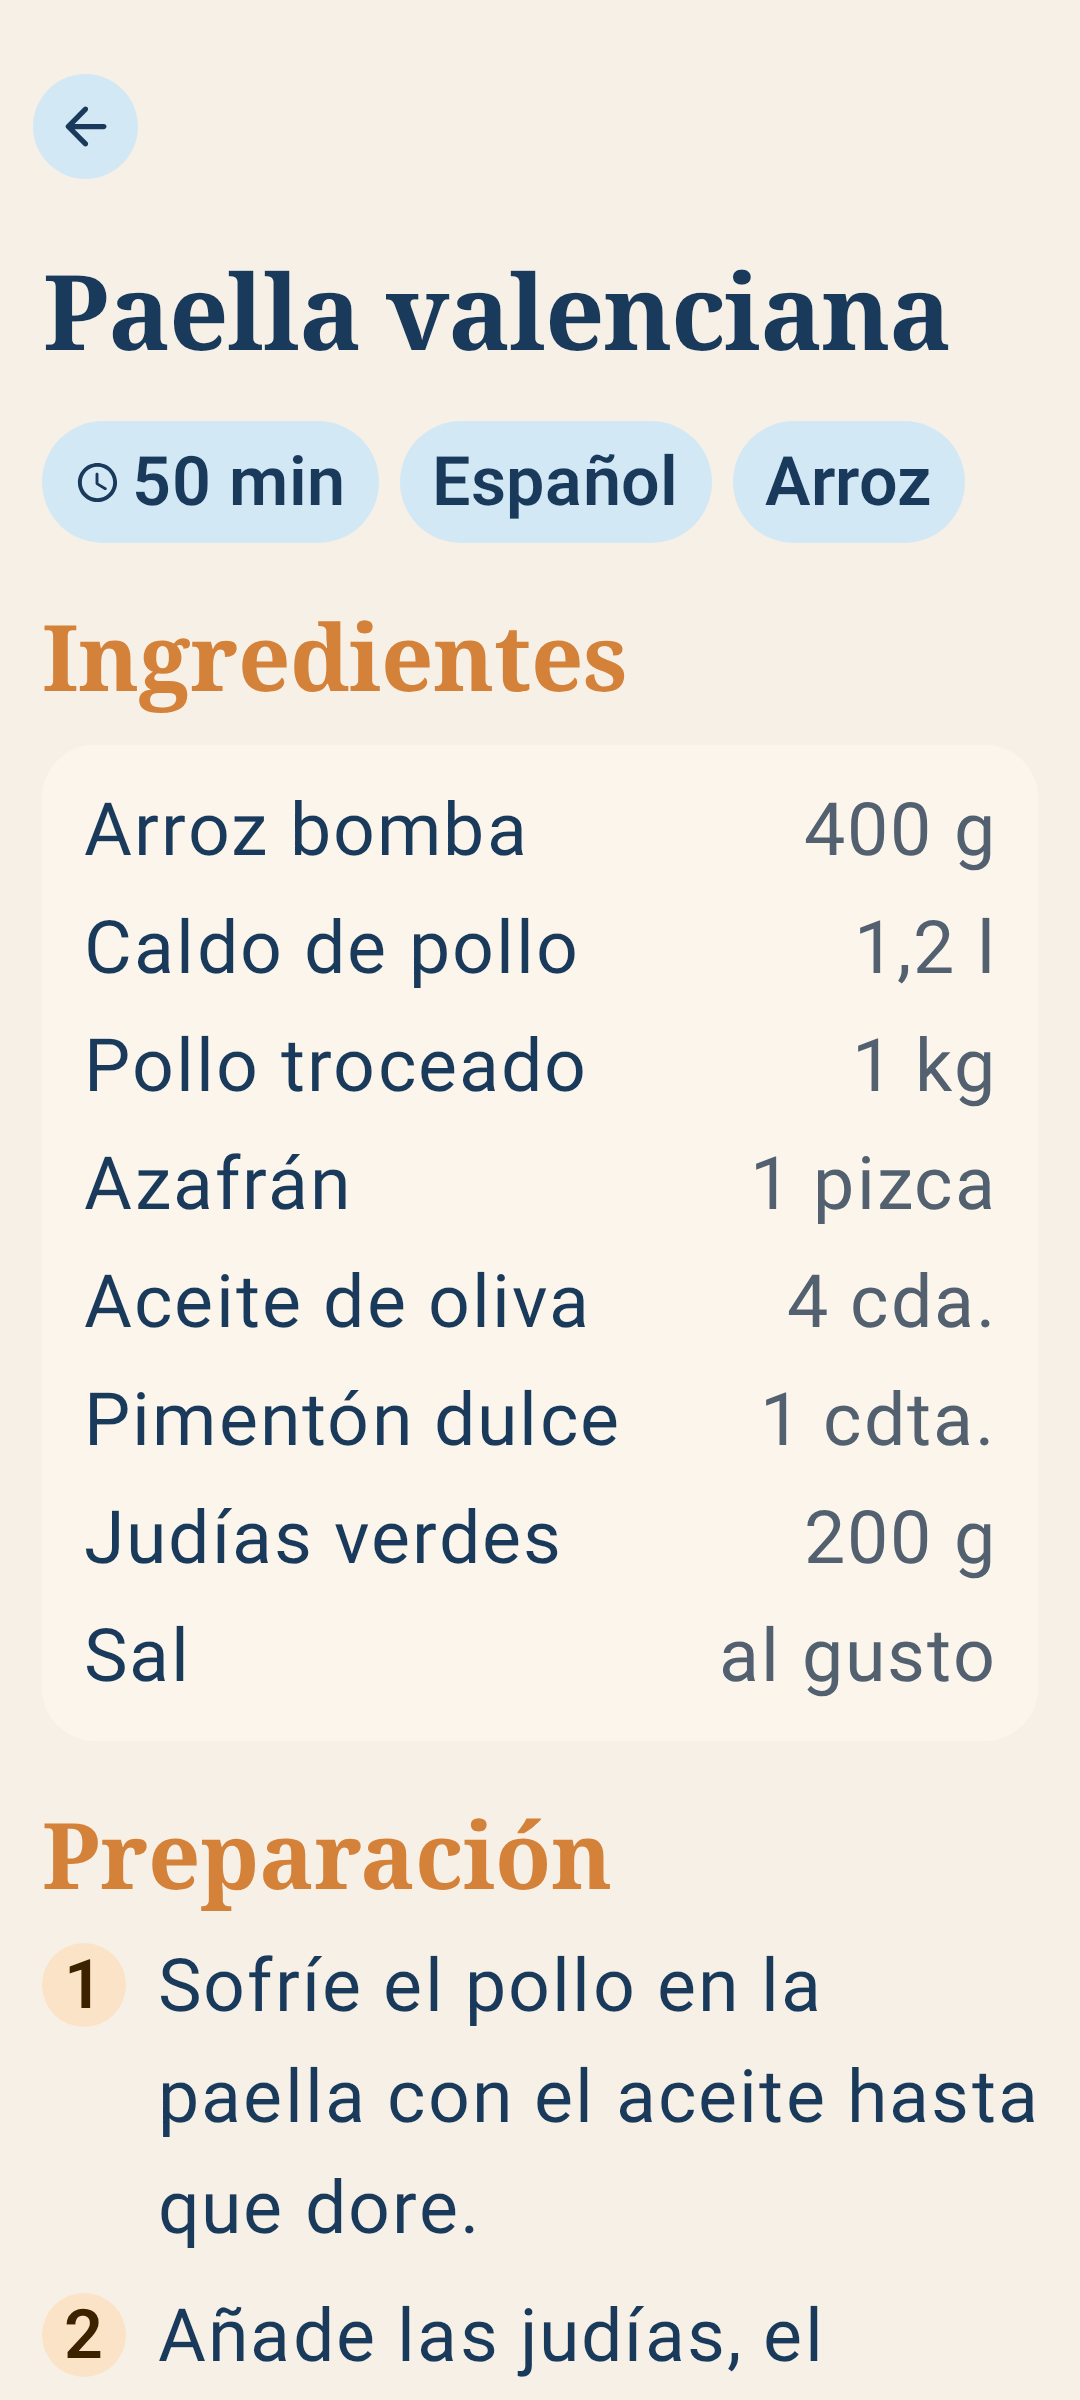 Paella valenciana
50 min Español Arroz
Ingredientes
Arroz bomba 400 g
Caldo de pollo 1,2 l
Pollo troceado 1 kg
Azafrán 1 pizca
Aceite de oliva 4 cda.
Pimentón dulce 1 cdta.
Judías verdes 200 g
Sal al gusto
Preparación
1 Sofríe el pollo en la
paella con el aceite hasta
que dore.
2 Añade las judías, el